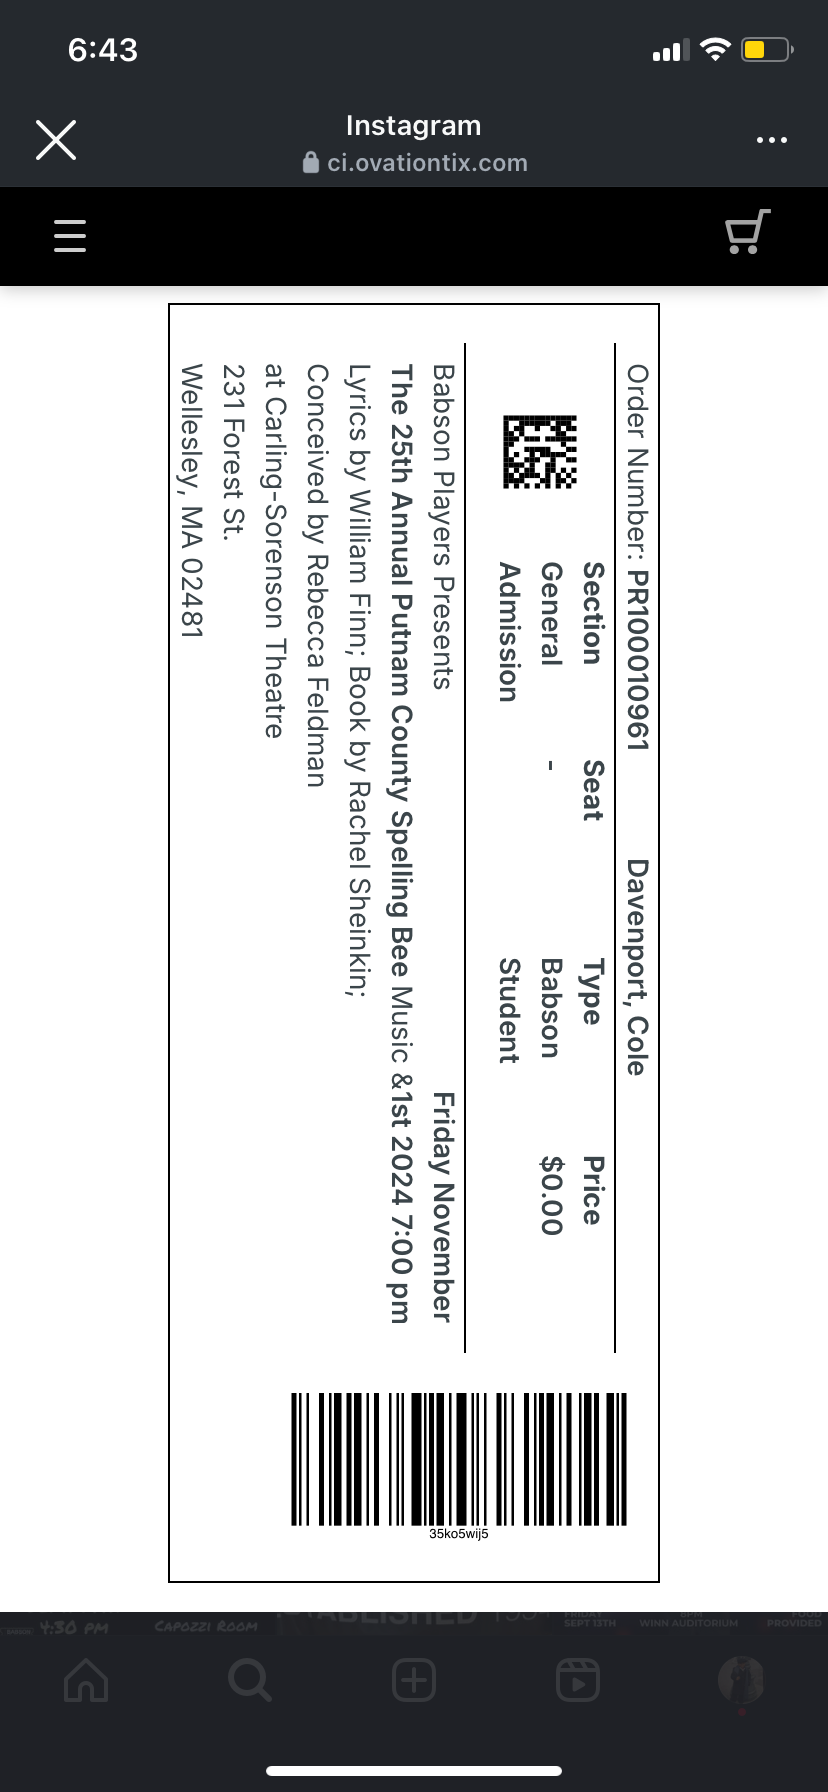 6:43
Instagram
ci.ovationtix.com
Order Number: PR100010961 Davenport, Cole
Section Seat Type Price
General - Babson $0.00
Admission Student
Babson Players Presents Friday November
The 25th Annual Putnam County Spelling Bee Music & 1st 2024 7:00 pm
Lyrics by William Finn; Book by Rachel Sheinkin;
Conceived by Rebecca Feldman
at Carling-Sorenson Theatre
231 Forest St.
Wellesley, MA 02481
35ko5wij5
4:30 PM CAPOZZI ROOM
FRIDAY
SEPT 13TH
WINN AUDITORIUM
FOOD
PROVIDED